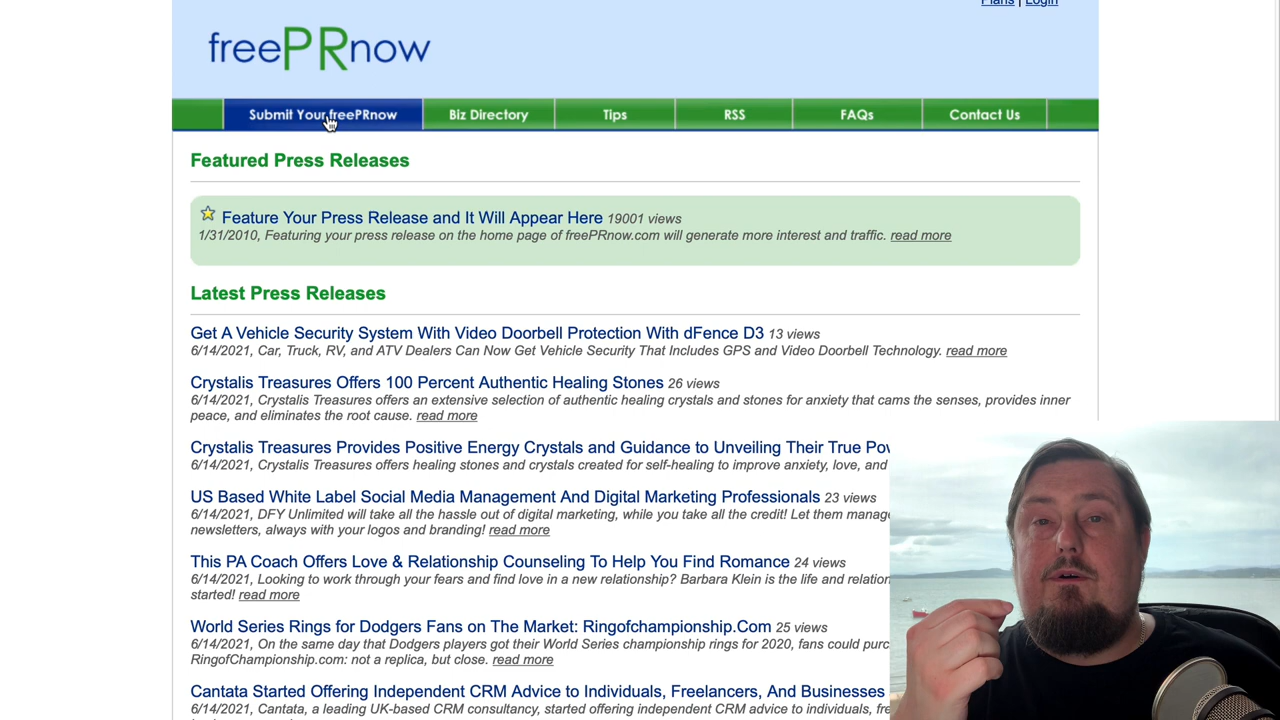 Plans | Login
freePRnow
Submit Your freePRnow
Biz Directory
Tips
RSS
FAQs
Contact Us
Featured Press Releases
Feature Your Press Release and It Will Appear Here 19001 views
1/31/2010, Featuring your press release on the home page of freePRnow.com will generate more interest and traffic. read more
Latest Press Releases
Get A Vehicle Security System With Video Doorbell Protection With dFence D3 13 views
6/14/2021, Car, Truck, RV, and ATV Dealers Can Now Get Vehicle Security That Includes GPS and Video Doorbell Technology. read more
Crystalis Treasures Offers 100 Percent Authentic Healing Stones 26 views
6/14/2021, Crystalis Treasures offers an extensive selection of authentic healing crystals and stones for anxiety that cams the senses, provides inner
peace, and eliminates the root cause. read more
Crystalis Treasures Provides Positive Energy Crystals and Guidance to Unveiling Their True
6/14/2021, Crystalis Treasures offers healing stones and crystals created for self-healing to improve anxiety, love, and
US Based White Label Social Media Management And Digital Marketing Professionals 23 views
6/14/2021, DFY Unlimited will take all the hassle out of digital marketing, while you take all the credit! Let them
newsletters, always with your logos and branding! read more
This PA Coach Offers Love & Relationship Counseling To Help You Find Romance 24 views
6/14/2021, Looking to work through your fears and find love in a new relationship? Barbara Klein is the life and
started! read more
World Series Rings for Dodgers Fans on The Market: Ringofchampionship.Com 25 views
6/14/2021, On the same day that Dodgers players got their World Series championship rings for 2020, fans could
RingofChampionship.com: not a replica, but close. read more
Cantata Started Offering Independent CRM Advice to Individuals, Freelancers, And Businesses
6/14/2021, Cantata, a leading UK-based CRM consultancy, started offering independent CRM advice to individuals,